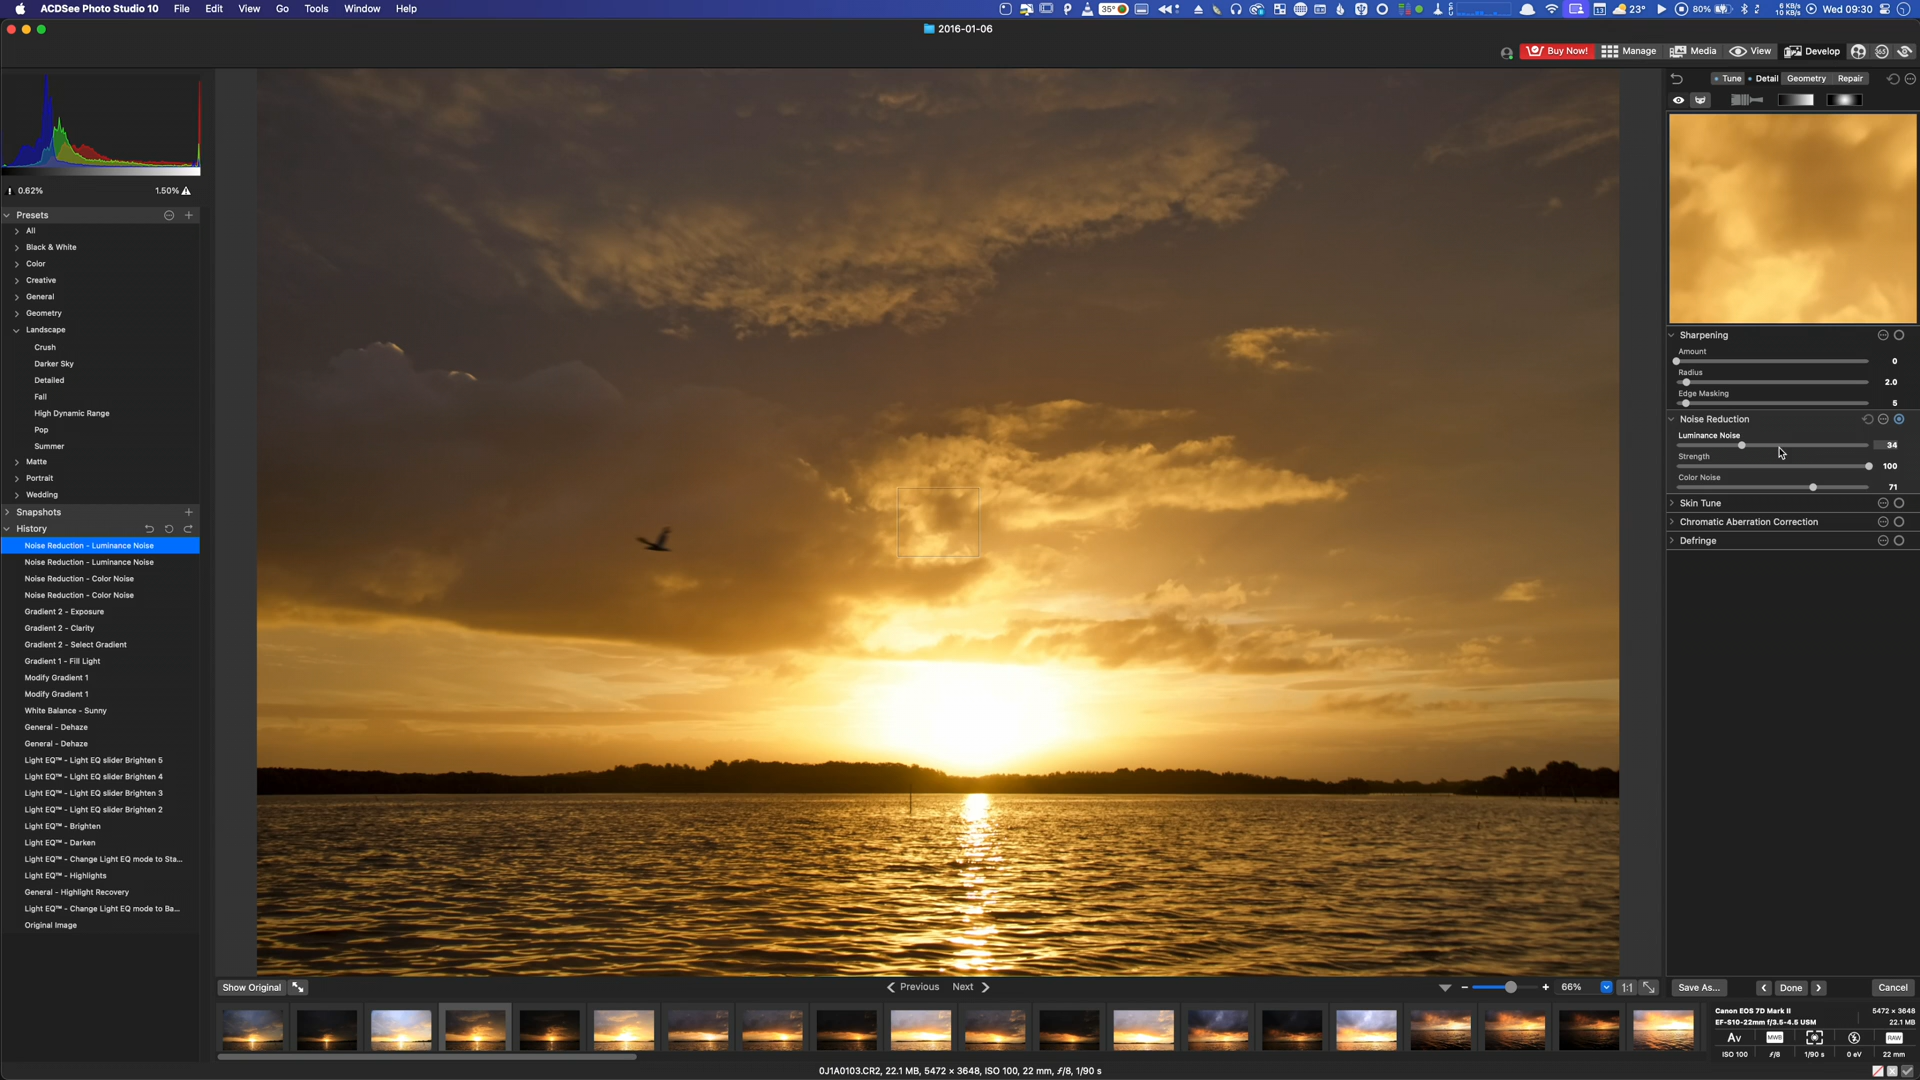 ACDSee Photo Studio 10 File Edit View Go Tools Window Help 35° 23° 80% 6 KB/s 10 KB/s Wed 09:30
2016-01-06
Buy Now! Manage Media View Develop
Tune Detail Geometry Repair
0.62% 1.50%
Presets
All
Black & White
Color
Creative
General
Geometry
Landscape
Crush
Darker Sky
Detailed
Fall
High Dynamic Range
Pop
Summer
Matte
Portrait
Wedding
Snapshots
History
Noise Reduction - Luminance Noise
Noise Reduction - Luminance Noise
Noise Reduction - Color Noise
Noise Reduction - Color Noise
Gradient 2 - Exposure
Gradient 2 - Clarity
Gradient 2 - Select Gradient
Gradient 1 - Fill Light
Modify Gradient 1
Modify Gradient 1
White Balance - Sunny
General - Dehaze
General - Dehaze
Light EQ™ - Light EQ slider Brighten 5
Light EQ™ - Light EQ slider Brighten 4
Light EQ™ - Light EQ slider Brighten 3
Light EQ™ - Light EQ slider Brighten 2
Light EQ™ - Brighten
Light EQ™ - Darken
Light EQ™ - Change Light EQ mode to Sta...
Light EQ™ - Highlights
General - Highlight Recovery
Light EQ™ - Change Light EQ mode to Ba...
Original Image
Sharpening
Amount
0
Radius
2.0
Edge Masking
5
Noise Reduction
Luminance Noise
34
Strength
100
Color Noise
71
Skin Tune
Chromatic Aberration Correction
Defringe
Show Original Previous Next 66% 1:1 Save As... Done Cancel
Canon EOS 7D Mark II 5472 x 3648
EF-S10-22mm f/3.5-4.5 USM 22.1 MB
Av MWB RAW
ISO 100 ƒ/8 1/90 s 0 eV 22 mm
0J1A0103.CR2, 22.1 MB, 5472 × 3648, ISO 100, 22 mm, ƒ/8, 1/90 s